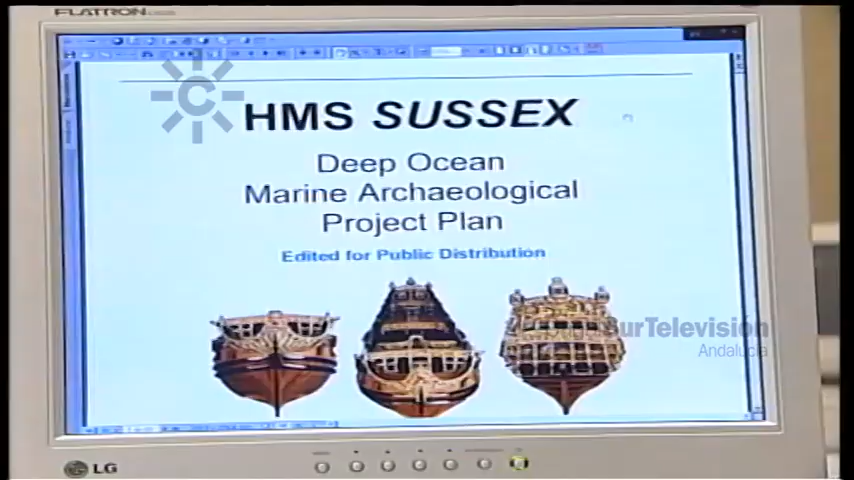 FLATRON
HMS SUSSEX
Deep Ocean
Marine Archaeological
Project Plan
Edited for Public Distribution
SurTelevisión
Andalucía
LG